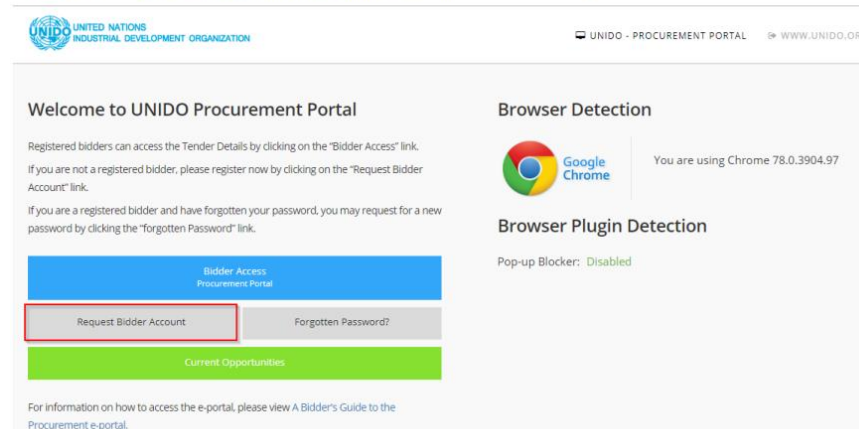 UNIDO UNITED NATIONS
INDUSTRIAL DEVELOPMENT ORGANIZATION
UNIDO - PROCUREMENT PORTAL
WWW.UNIDO.OR
Welcome to UNIDO Procurement Portal
Registered bidders can access the Tender Details by clicking on the "Bidder Access" link.
If you are not a registered bidder, please register now by clicking on the "Request Bidder
Account" link.
If you are a registered bidder and have forgotten your password, you may request for a new
password by clicking the "forgotten Password" link.
Bidder Access
Procurement Portal
Request Bidder Account
Forgotten Password?
Current Opportunities
For information on how to access the e-portal, please view A Bidder's Guide to the
Procurement e-portal.
Browser Detection
Google
Chrome
You are using Chrome 78.0.3904.97
Browser Plugin Detection
Pop-up Blocker: Disabled